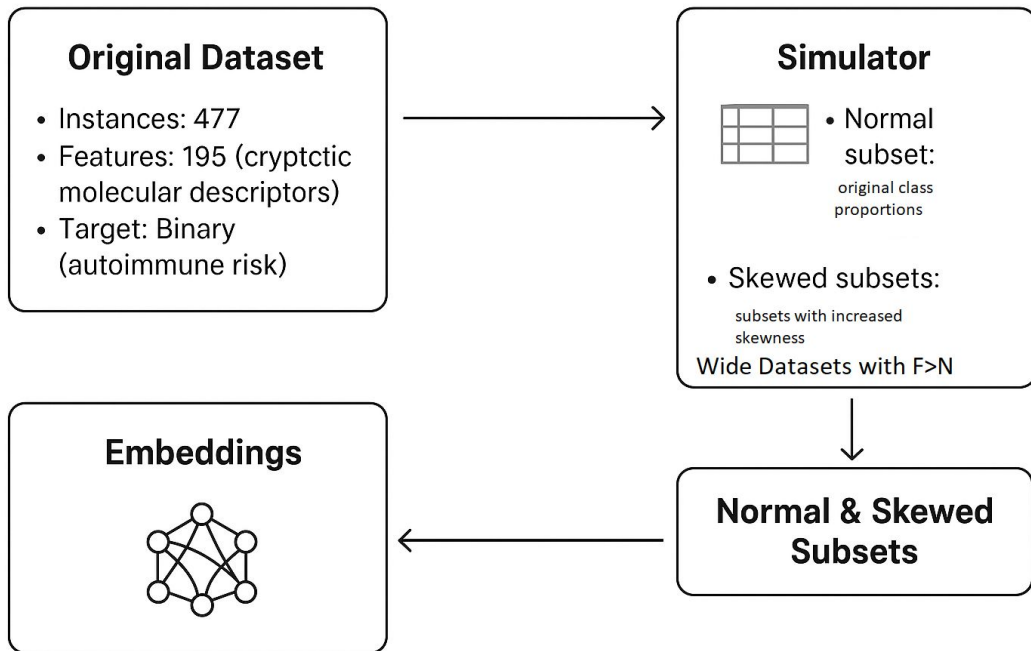 Original Dataset
• Instances: 477
• Features: 195 (cryptctic
molecular descriptors)
• Target: Binary
(autoimmune risk)
Simulator
• Normal
subset:
original class
proportions
• Skewed subsets:
subsets with increased
skewness
Wide Datasets with F>N
Normal & Skewed
Subsets
Embeddings